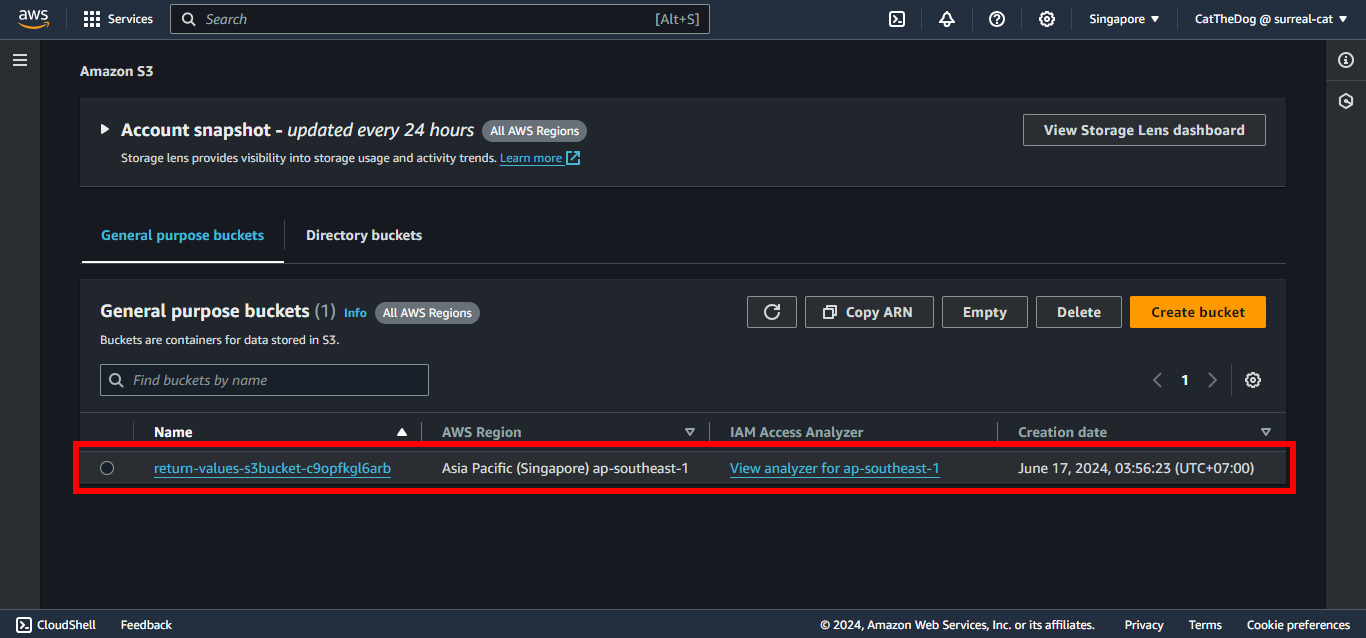 aws Services Search [Alt+S] Singapore CatTheDog @ surreal-cat
Amazon S3
Account snapshot - updated every 24 hours All AWS Regions View Storage Lens dashboard
Storage lens provides visibility into storage usage and activity trends. Learn more
General purpose buckets Directory buckets
General purpose buckets (1) Info All AWS Regions Copy ARN Empty Delete Create bucket
Buckets are containers for data stored in S3.
Find buckets by name 1
Name AWS Region IAM Access Analyzer Creation date
return-values-s3bucket-c9opfkgl6arb Asia Pacific (Singapore) ap-southeast-1 View analyzer for ap-southeast-1 June 17, 2024, 03:56:23 (UTC+07:00)
CloudShell Feedback © 2024, Amazon Web Services, Inc. or its affiliates. Privacy Terms Cookie preferences